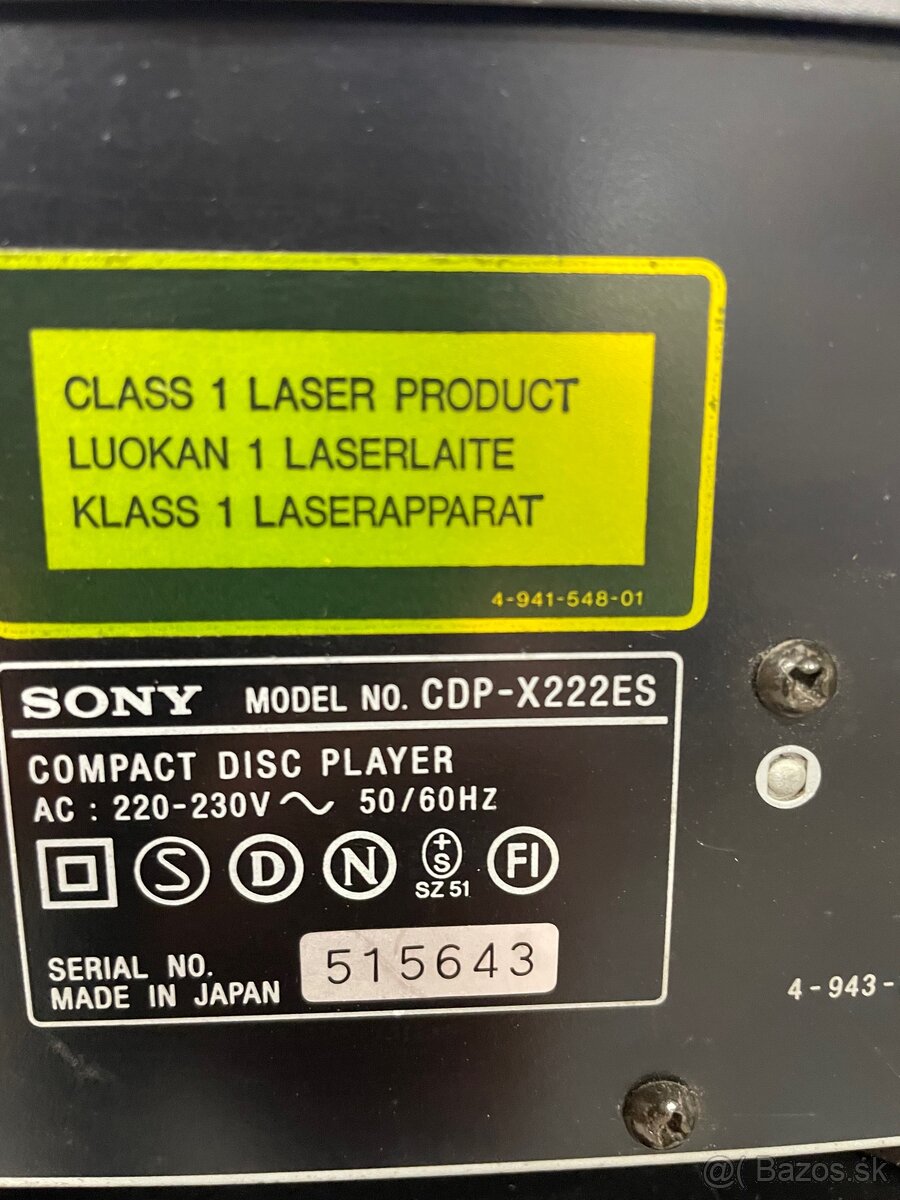 CLASS 1 LASER PRODUCT
LUOKAN 1 LASERLAITE
KLASS 1 LASERAPPARAT
4-941-548-01
SONY MODEL NO. CDP-X222ES
COMPACT DISC PLAYER
AC : 220-230V ~ 50/60Hz
S D N +S FI
SZ 51
SERIAL NO. 515643
MADE IN JAPAN
4-943-
@( Bazos.sk